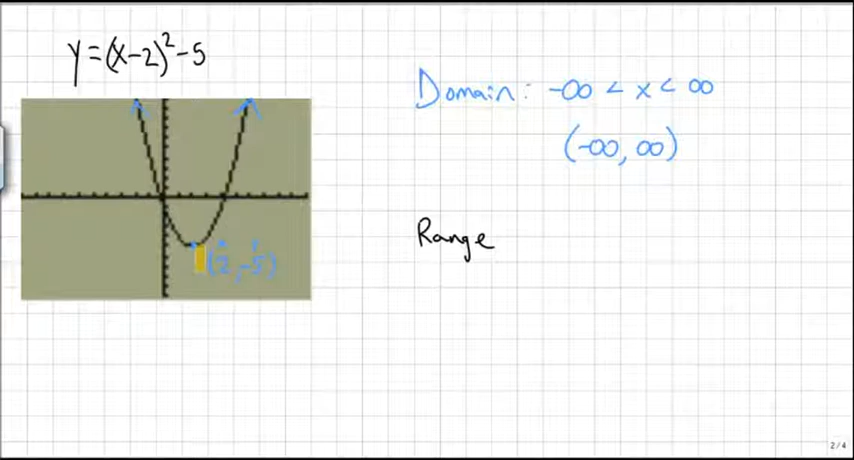 y=(x-2)²-5
Domain: -∞ < x < ∞
(-∞, ∞)
Range
(2,-5)
2/4